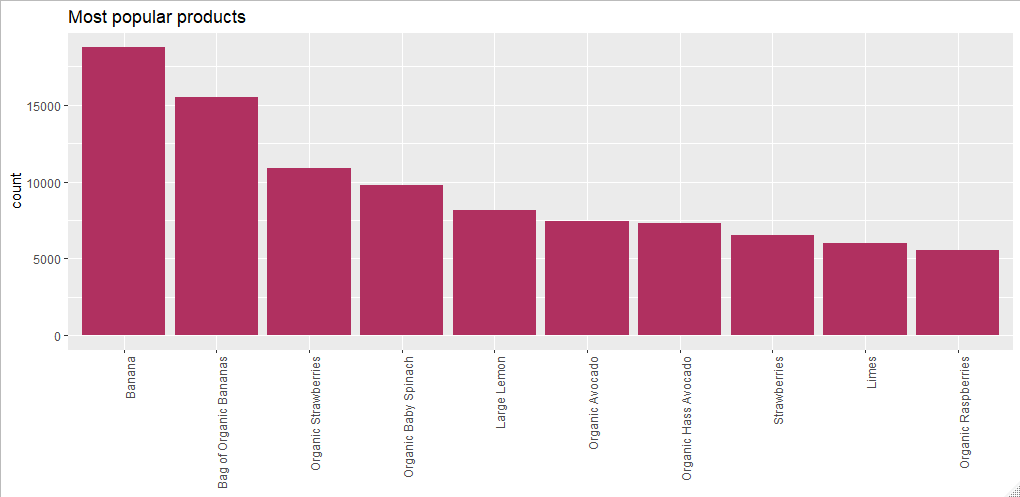 Most popular products
count
15000
10000
5000
0
Banana
Bag of Organic Bananas
Organic Strawberries
Organic Baby Spinach
Large Lemon
Organic Avocado
Organic Hass Avocado
Strawberries
Limes
Organic Raspberries